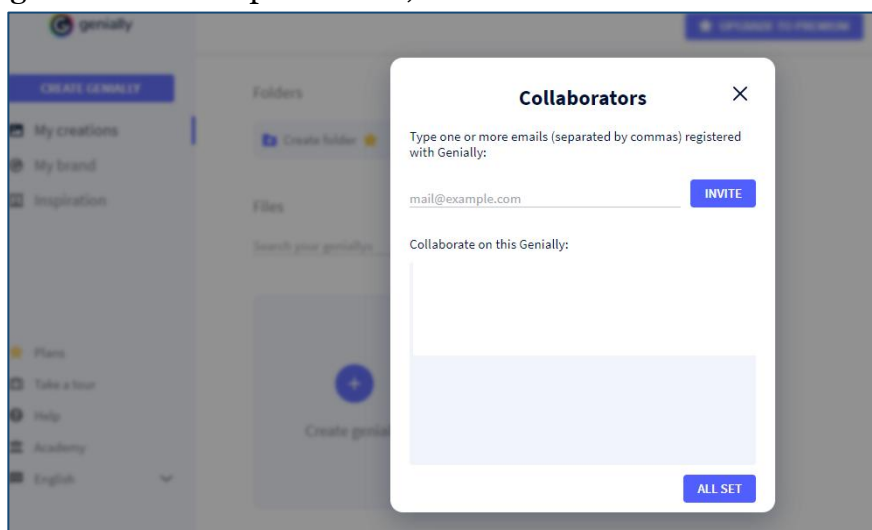 genially
UPGRADE TO PREMIUM
CREATE GENIALLY
My creations
My brand
Inspiration
Folders
Create folder
Files
Search your geniallys
Create genial
Plans
Take a tour
Help
Academy
English
Collaborators
Type one or more emails (separated by commas) registered
with Genially:
mail@example.com
INVITE
Collaborate on this Genially:
ALL SET